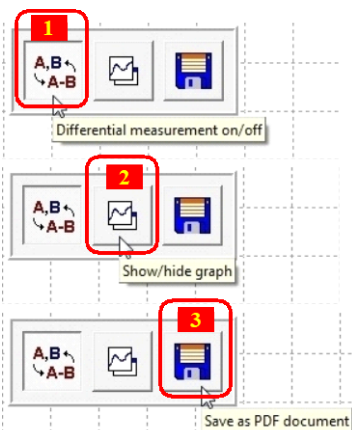 1
A,B
A-B
Differential measurement on/off
2
A,B
A-B
Show/hide graph
3
A,B
A-B
Save as PDF document